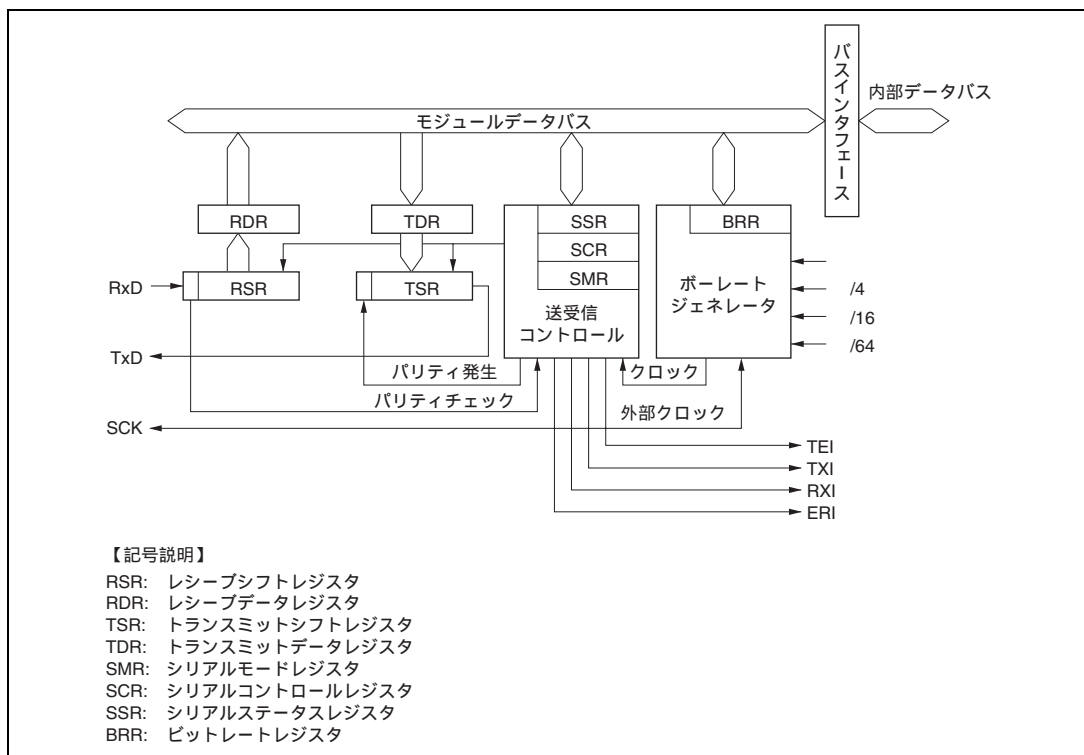 バスインタフェース
内部データバス
モジュールデータバス
RDR
TDR
SSR
BRR
SCR
SMR
RxD
RSR
TSR
送受信
コントロール
ボーレート
ジェネレータ
/4
/16
/64
TxD
パリティ発生
クロック
パリティチェック
外部クロック
SCK
TEI
TXI
RXI
ERI
【記号説明】
RSR: レシーブシフトレジスタ
RDR: レシーブデータレジスタ
TSR: トランスミットシフトレジスタ
TDR: トランスミットデータレジスタ
SMR: シリアルモードレジスタ
SCR: シリアルコントロールレジスタ
SSR: シリアルステータスレジスタ
BRR: ビットレートレジスタ